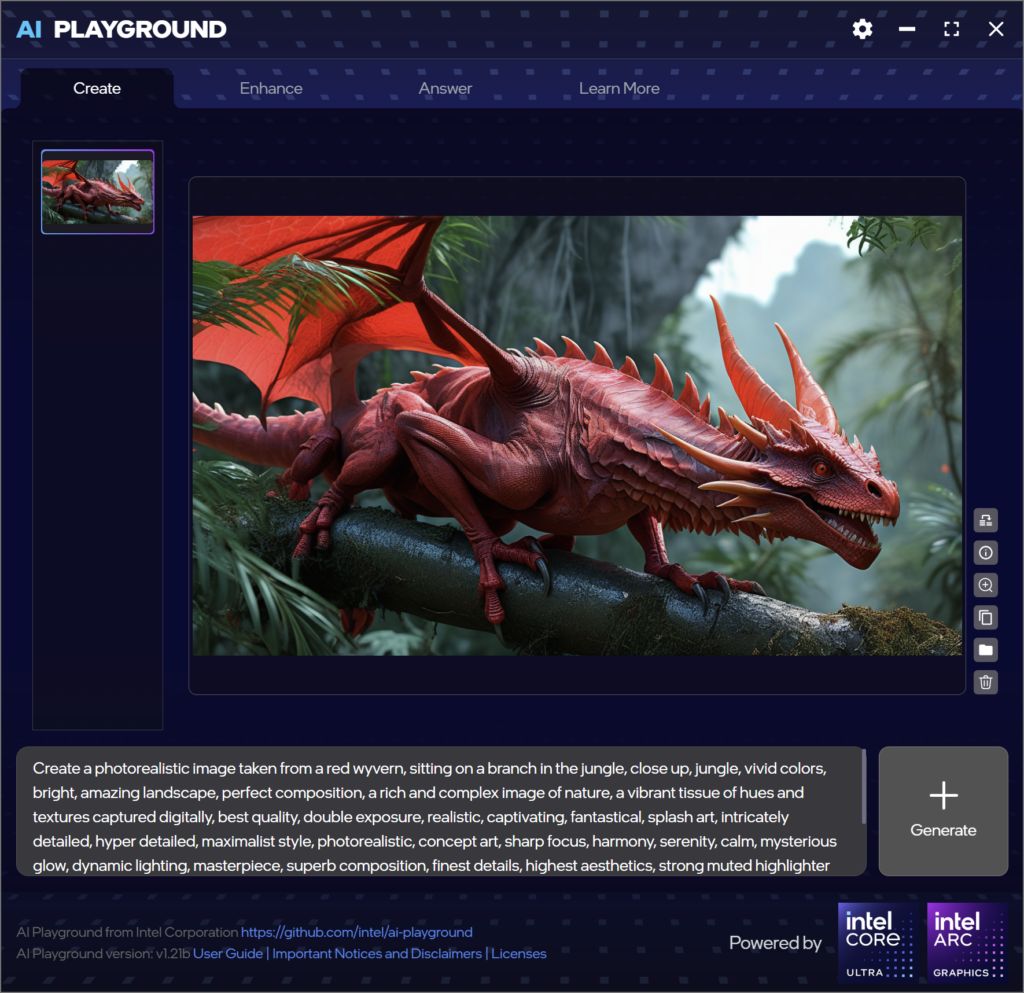 AI PLAYGROUND
Create
Enhance
Answer
Learn More
Create a photorealistic image taken from a red wyvern, sitting on a branch in the jungle, close up, jungle, vivid colors,
bright, amazing landscape, perfect composition, a rich and complex image of nature, a vibrant tissue of hues and
textures captured digitally, best quality, double exposure, realistic, captivating, fantastical, splash art, intricately
detailed, hyper detailed, maximalist style, photorealistic, concept art, sharp focus, harmony, serenity, calm, mysterious
glow, dynamic lighting, masterpiece, superb composition, finest details, highest aesthetics, strong muted highlighter
Generate
AI Playground from Intel Corporation https://github.com/intel/ai-playground
AI Playground version: v1.21b User Guide | Important Notices and Disclaimers | Licenses
Powered by
intel
CORE
ULTRA
intel
ARC
GRAPHICS